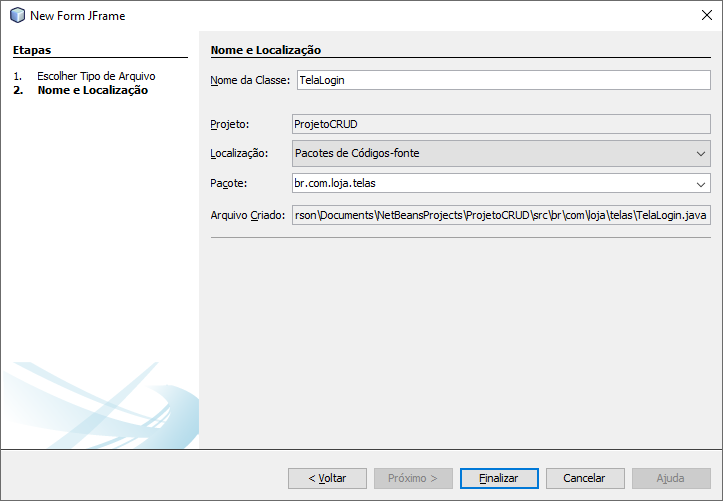 New Form JFrame
Etapas
1. Escolher Tipo de Arquivo
2. Nome e Localização
Nome e Localização
Nome da Classe: TelaLogin
Projeto: ProjetoCRUD
Localização: Pacotes de Códigos-fonte
Pacote: br.com.loja.telas
Arquivo Criado: rson\Documents\NetBeansProjects\ProjetoCRUD\src\br\com\loja\telas\TelaLogin.java
< Voltar Próximo > Finalizar Cancelar Ajuda